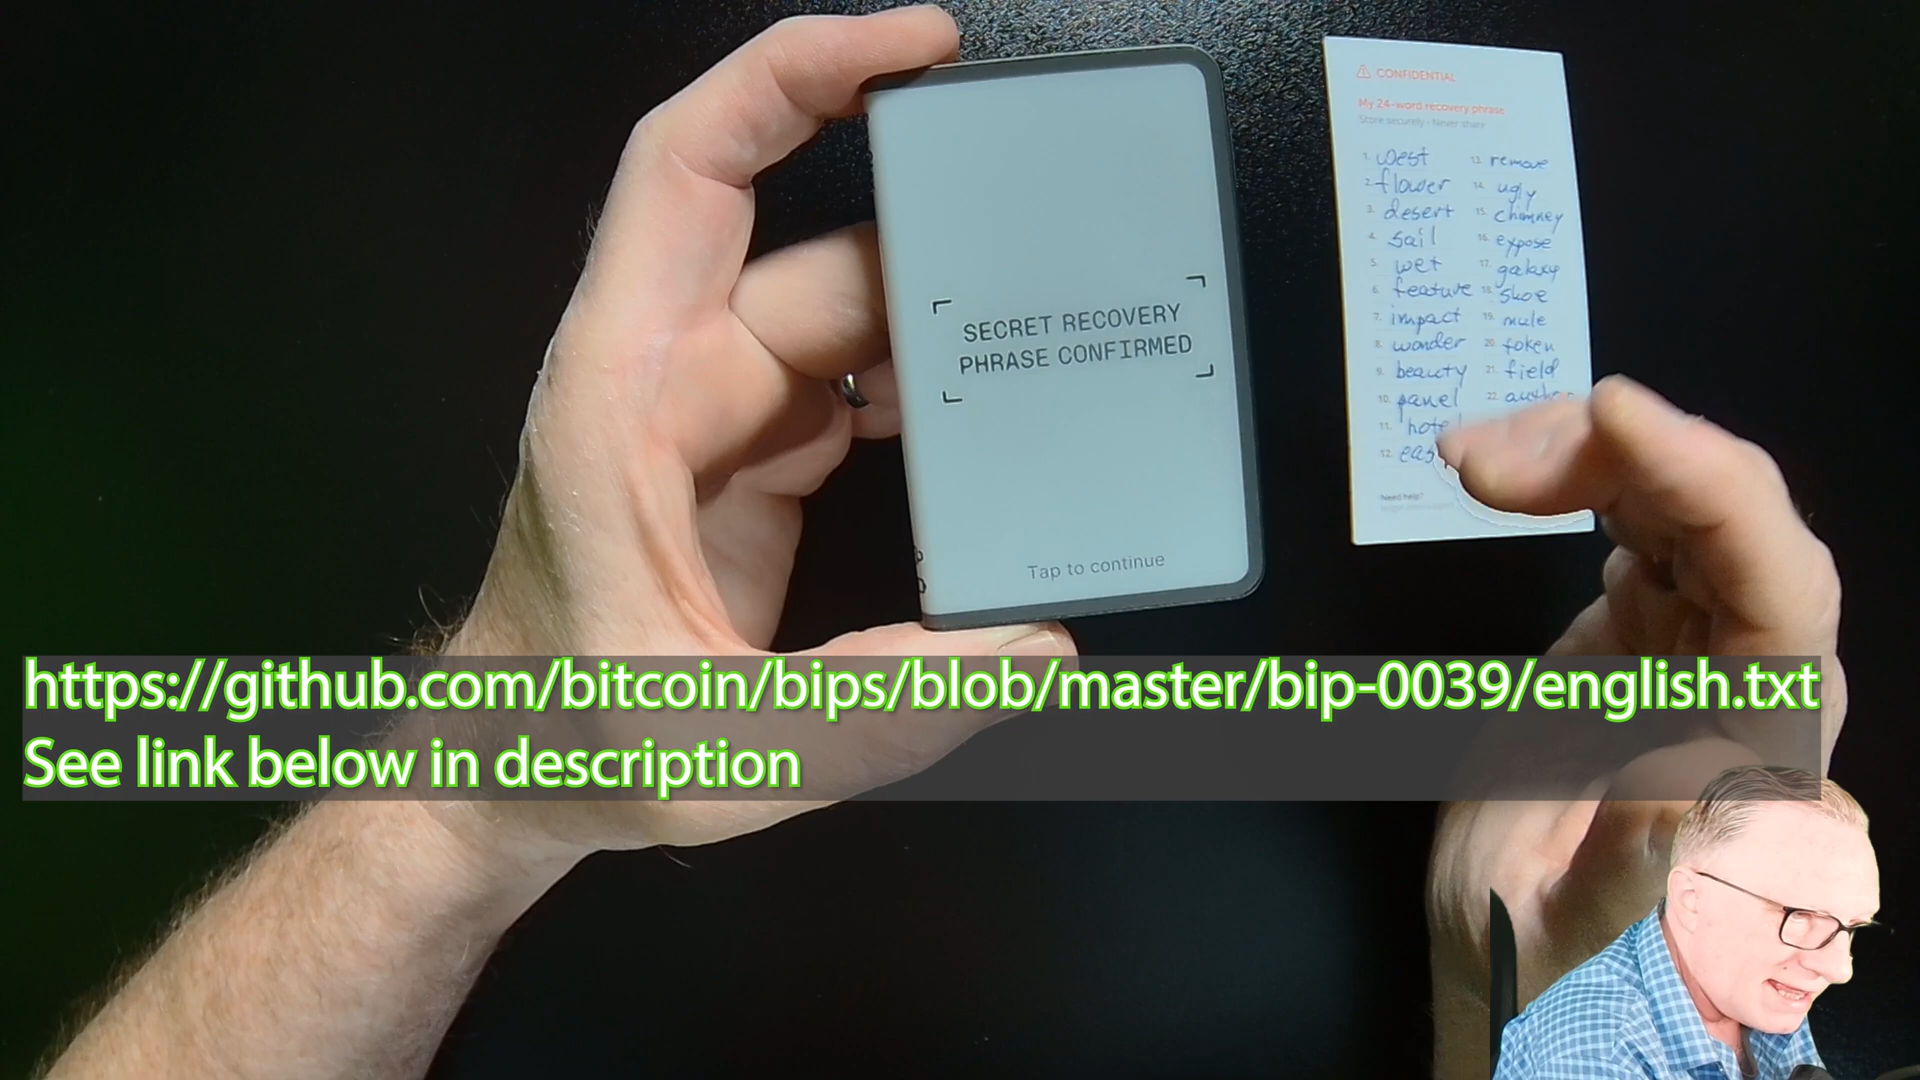 CONFIDENTIAL
My 24-word recovery phrase
Store securely - Never share
1. west
2. flower
3. desert
4. sail
5. wet
6. feature
7. impact
8. wonder
9. beauty
10. panel
11.
12.
13. remove
14. ugly
15. chimney
16. expose
17. galaxy
18. shoe
19. mule
20. token
21. field
22.
Need help?
SECRET RECOVERY
PHRASE CONFIRMED
Tap to continue
https://github.com/bitcoin/bips/blob/master/bip-0039/english.txt
See link below in description